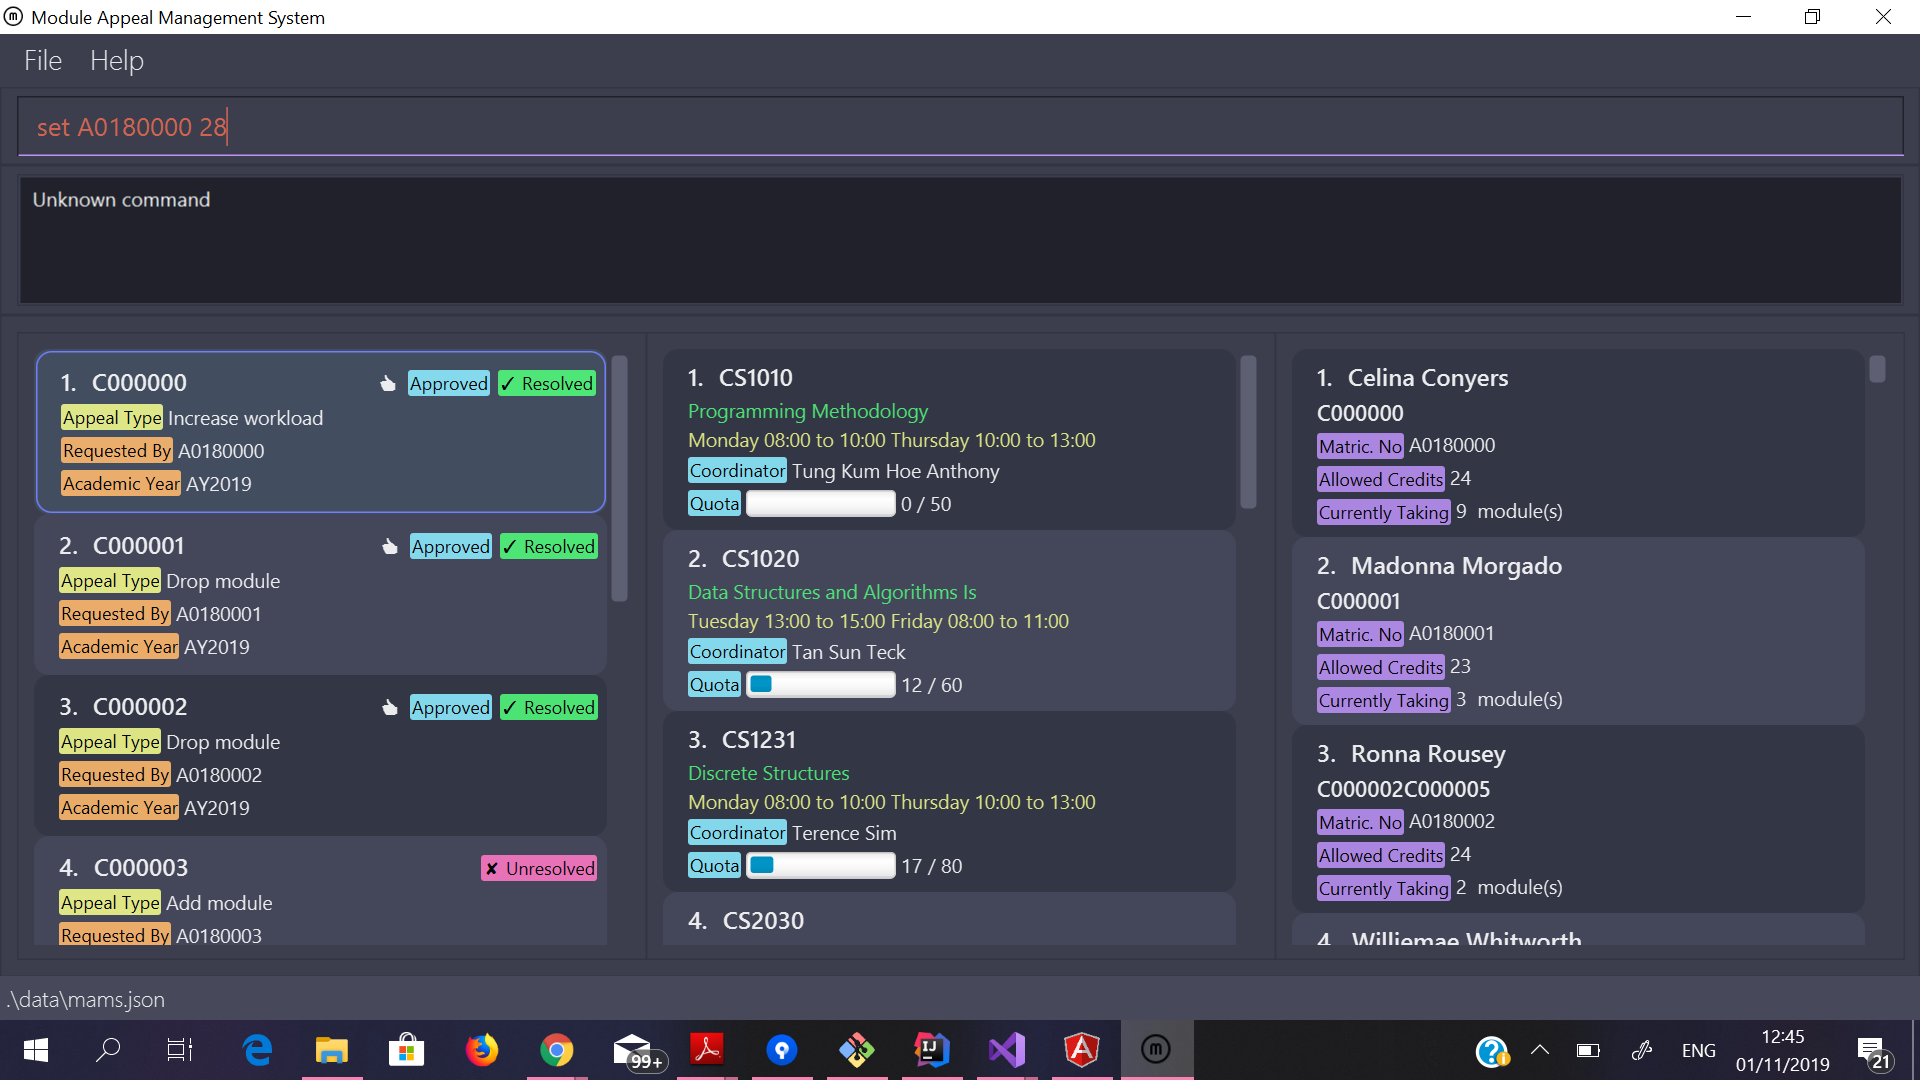 Module Appeal Management System
File Help
set A0180000 28
Unknown command
1. C000000 Approved ✓ Resolved
Appeal Type Increase workload
Requested By A0180000
Academic Year AY2019
2. C000001 Approved ✓ Resolved
Appeal Type Drop module
Requested By A0180001
Academic Year AY2019
3. C000002 Approved ✓ Resolved
Appeal Type Drop module
Requested By A0180002
Academic Year AY2019
4. C000003 ✘ Unresolved
Appeal Type Add module
Requested By A0180003
1. CS1010
Programming Methodology
Monday 08:00 to 10:00 Thursday 10:00 to 13:00
Coordinator Tung Kum Hoe Anthony
Quota 0 / 50
2. CS1020
Data Structures and Algorithms Is
Tuesday 13:00 to 15:00 Friday 08:00 to 11:00
Coordinator Tan Sun Teck
Quota 12 / 60
3. CS1231
Discrete Structures
Monday 08:00 to 10:00 Thursday 10:00 to 13:00
Coordinator Terence Sim
Quota 17 / 80
4. CS2030
1. Celina Conyers
C000000
Matric. No A0180000
Allowed Credits 24
Currently Taking 9 module(s)
2. Madonna Morgado
C000001
Matric. No A0180001
Allowed Credits 23
Currently Taking 3 module(s)
3. Ronna Rousey
C000002C000005
Matric. No A0180002
Allowed Credits 24
Currently Taking 2 module(s)
4. Williemae Whitworth
.\data\mams.json
99+
IJ
m
ENG
12:45
01/11/2019
21